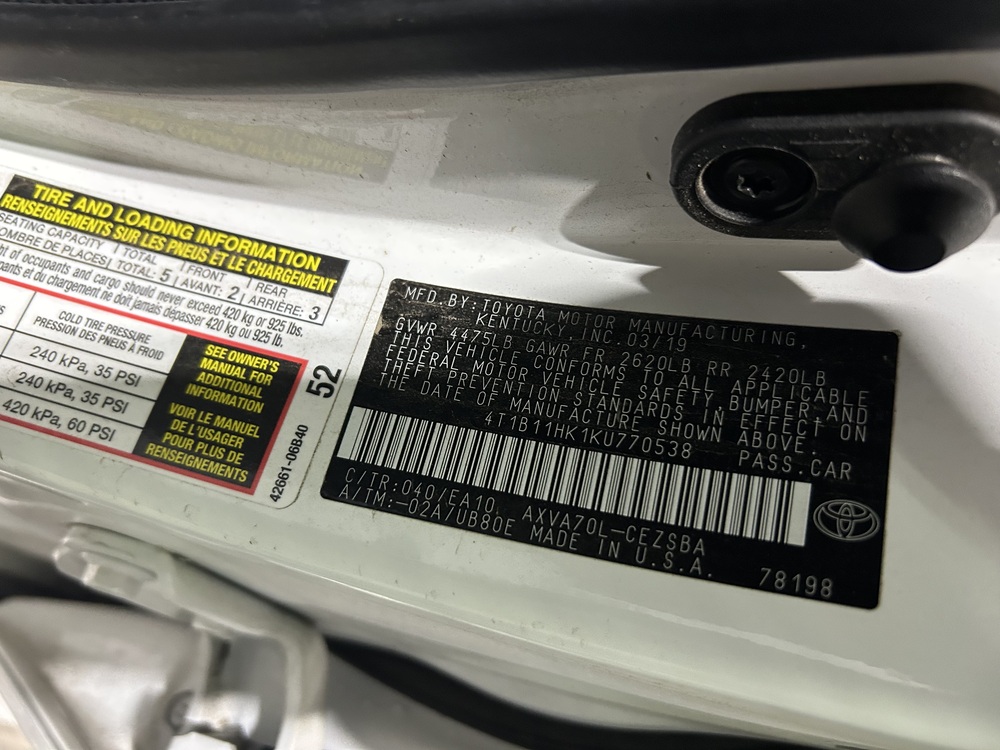 TIRE AND LOADING INFORMATION
RENSEIGNEMENTS SUR LES PNEUS ET LE CHARGEMENT
SEATING CAPACITY TOTAL FRONT REAR
NOMBRE DE PLACES TOTAL: 5 AVANT: 2 ARRIÈRE: 3
of occupants and cargo should never exceed 420 kg or 925 lbs.
et du chargement ne doit jamais dépasser 420 kg ou 925 lb.
COLD TIRE PRESSURE
PRESSION DES PNEUS À FROID
240 kPa, 35 PSI
240 kPa, 35 PSI
420 kPa, 60 PSI
SEE OWNER'S
MANUAL FOR
ADDITIONAL
INFORMATION
VOIR LE MANUEL
DE L'USAGER
POUR PLUS DE
RENSEIGNEMENTS
52
42661-06B40
MFD.BY:TOYOTA MOTOR MANUFACTURING,
KENTUCKY, INC.03/19
GVWR 4475LB GAWR FR 2620LB RR 2420LB
THIS VEHICLE CONFORMS TO ALL APPLICABLE
FEDERAL MOTOR VEHICLE SAFETY,BUMPER,AND
THEFT PREVENTION STANDARDS IN EFFECT ON
THE DATE OF MANUFACTURE SHOWN ABOVE.
4T1B11HK1KU770538 PASS.CAR
C/TR:040/EA10 AXVA70L-CEZSBA
A/TM:-02A/UB80E MADE IN U.S.A. 78198